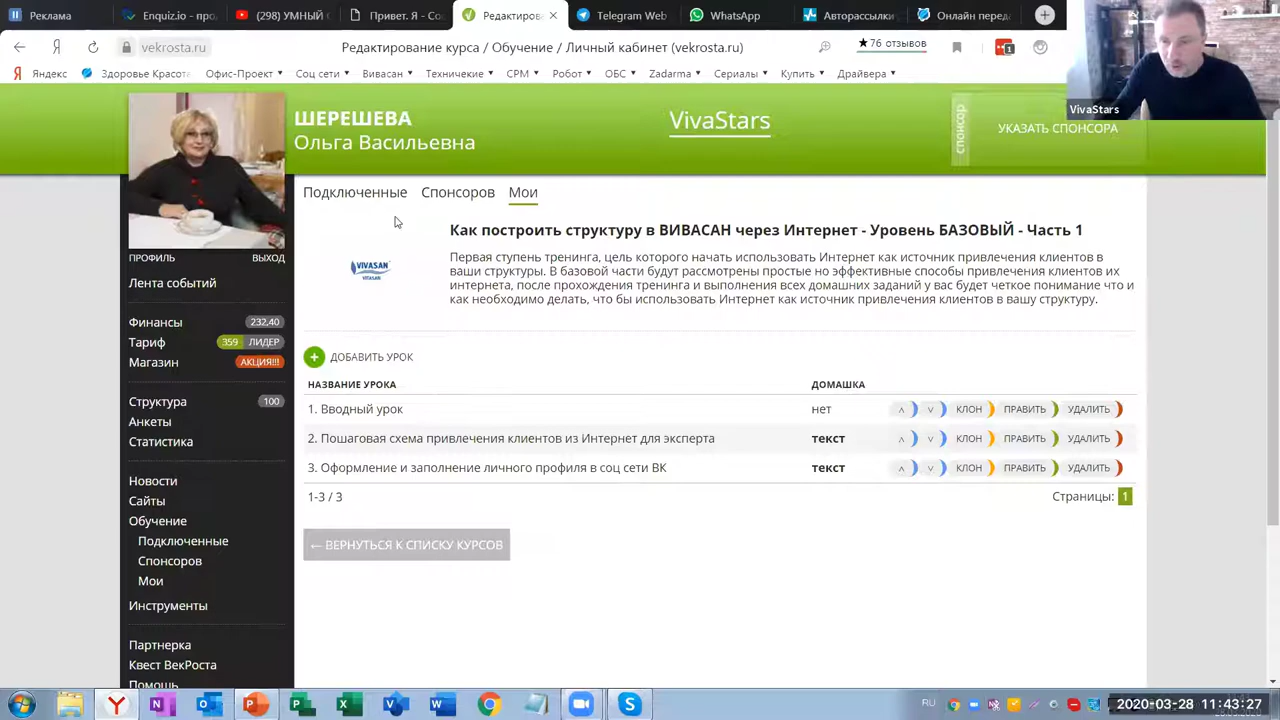 Реклама
Enquiz.io - про
(298) УМНЫЙ
Привет. Я - Со
Редактирова
Telegram Web
WhatsApp
Авторассылки
Онлайн перед
vekrosta.ru
Редактирование курса / Обучение / Личный кабинет (vekrosta.ru)
★76 отзывов
1
Яндекс
Здоровье Красота
Офис-Проект
Соц сети
Вивасан
Техничекие
СРМ
Робот
ОБС
Zadarma
Сериалы
Купить
Драйвера
VivaStars
ШЕРЕШЕВА
Ольга Васильевна
VivaStars
спонсор
УКАЗАТЬ СПОНСОРА
Подключенные
Спонсоров
Мои
Как построить структуру в ВИВАСАН через Интернет - Уровень БАЗОВЫЙ - Часть 1
VIVASAN
Первая ступень тренинга, цель которого начать использовать Интернет как источник привлечения клиентов в
ваши структуры. В базовой части будут рассмотрены простые но эффективные способы привлечения клиентов их
интернета, после прохождения тренинга и выполнения всех домашних заданий у вас будет четкое понимание что и
как необходимо делать, что бы использовать Интернет как источник привлечения клиентов в вашу структуру.
ПРОФИЛЬ
ВЫХОД
Лента событий
Финансы 232,40
Тариф 359 ЛИДЕР
Магазин АКЦИЯ!!!
Структура 100
Анкеты
Статистика
Новости
Сайты
Обучение
Подключенные
Спонсоров
Мои
Инструменты
Партнерка
Квест ВекРоста
Помощь
+ ДОБАВИТЬ УРОК
НАЗВАНИЕ УРОКА ДОМАШКА
1. Вводный урок нет ᐱ ᐯ КЛОН ПРАВИТЬ УДАЛИТЬ
2. Пошаговая схема привлечения клиентов из Интернет для эксперта текст ᐱ ᐯ КЛОН ПРАВИТЬ УДАЛИТЬ
3. Оформление и заполнение личного профиля в соц сети ВК текст ᐱ ᐯ КЛОН ПРАВИТЬ УДАЛИТЬ
1-3 / 3 Страницы: 1
← ВЕРНУТЬСЯ К СПИСКУ КУРСОВ
RU
2020-03-28 11:43:27